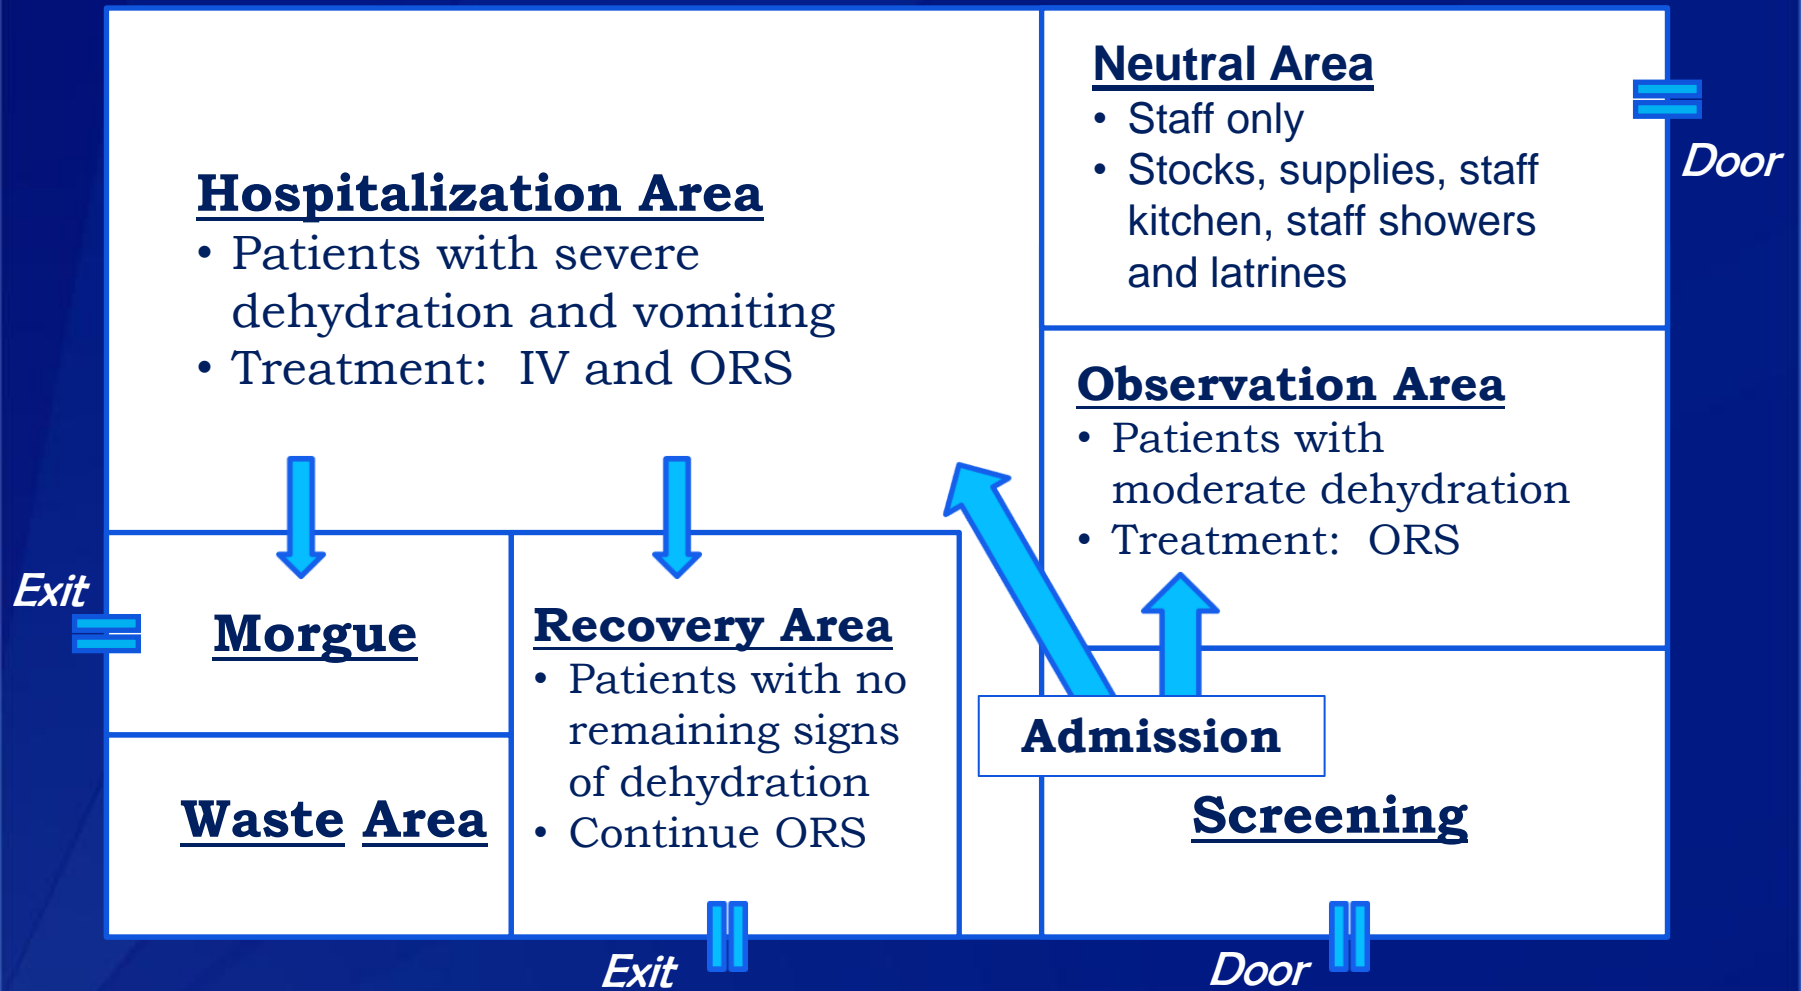 Hospitalization Area
• Patients with severe
dehydration and vomiting
• Treatment: IV and ORS
Neutral Area
• Staff only
• Stocks, supplies, staff
kitchen, staff showers
and latrines
Door
Observation Area
• Patients with
moderate dehydration
• Treatment: ORS
Exit
Morgue
Waste Area
Recovery Area
• Patients with no
remaining signs
of dehydration
• Continue ORS
Exit
Admission
Screening
Door